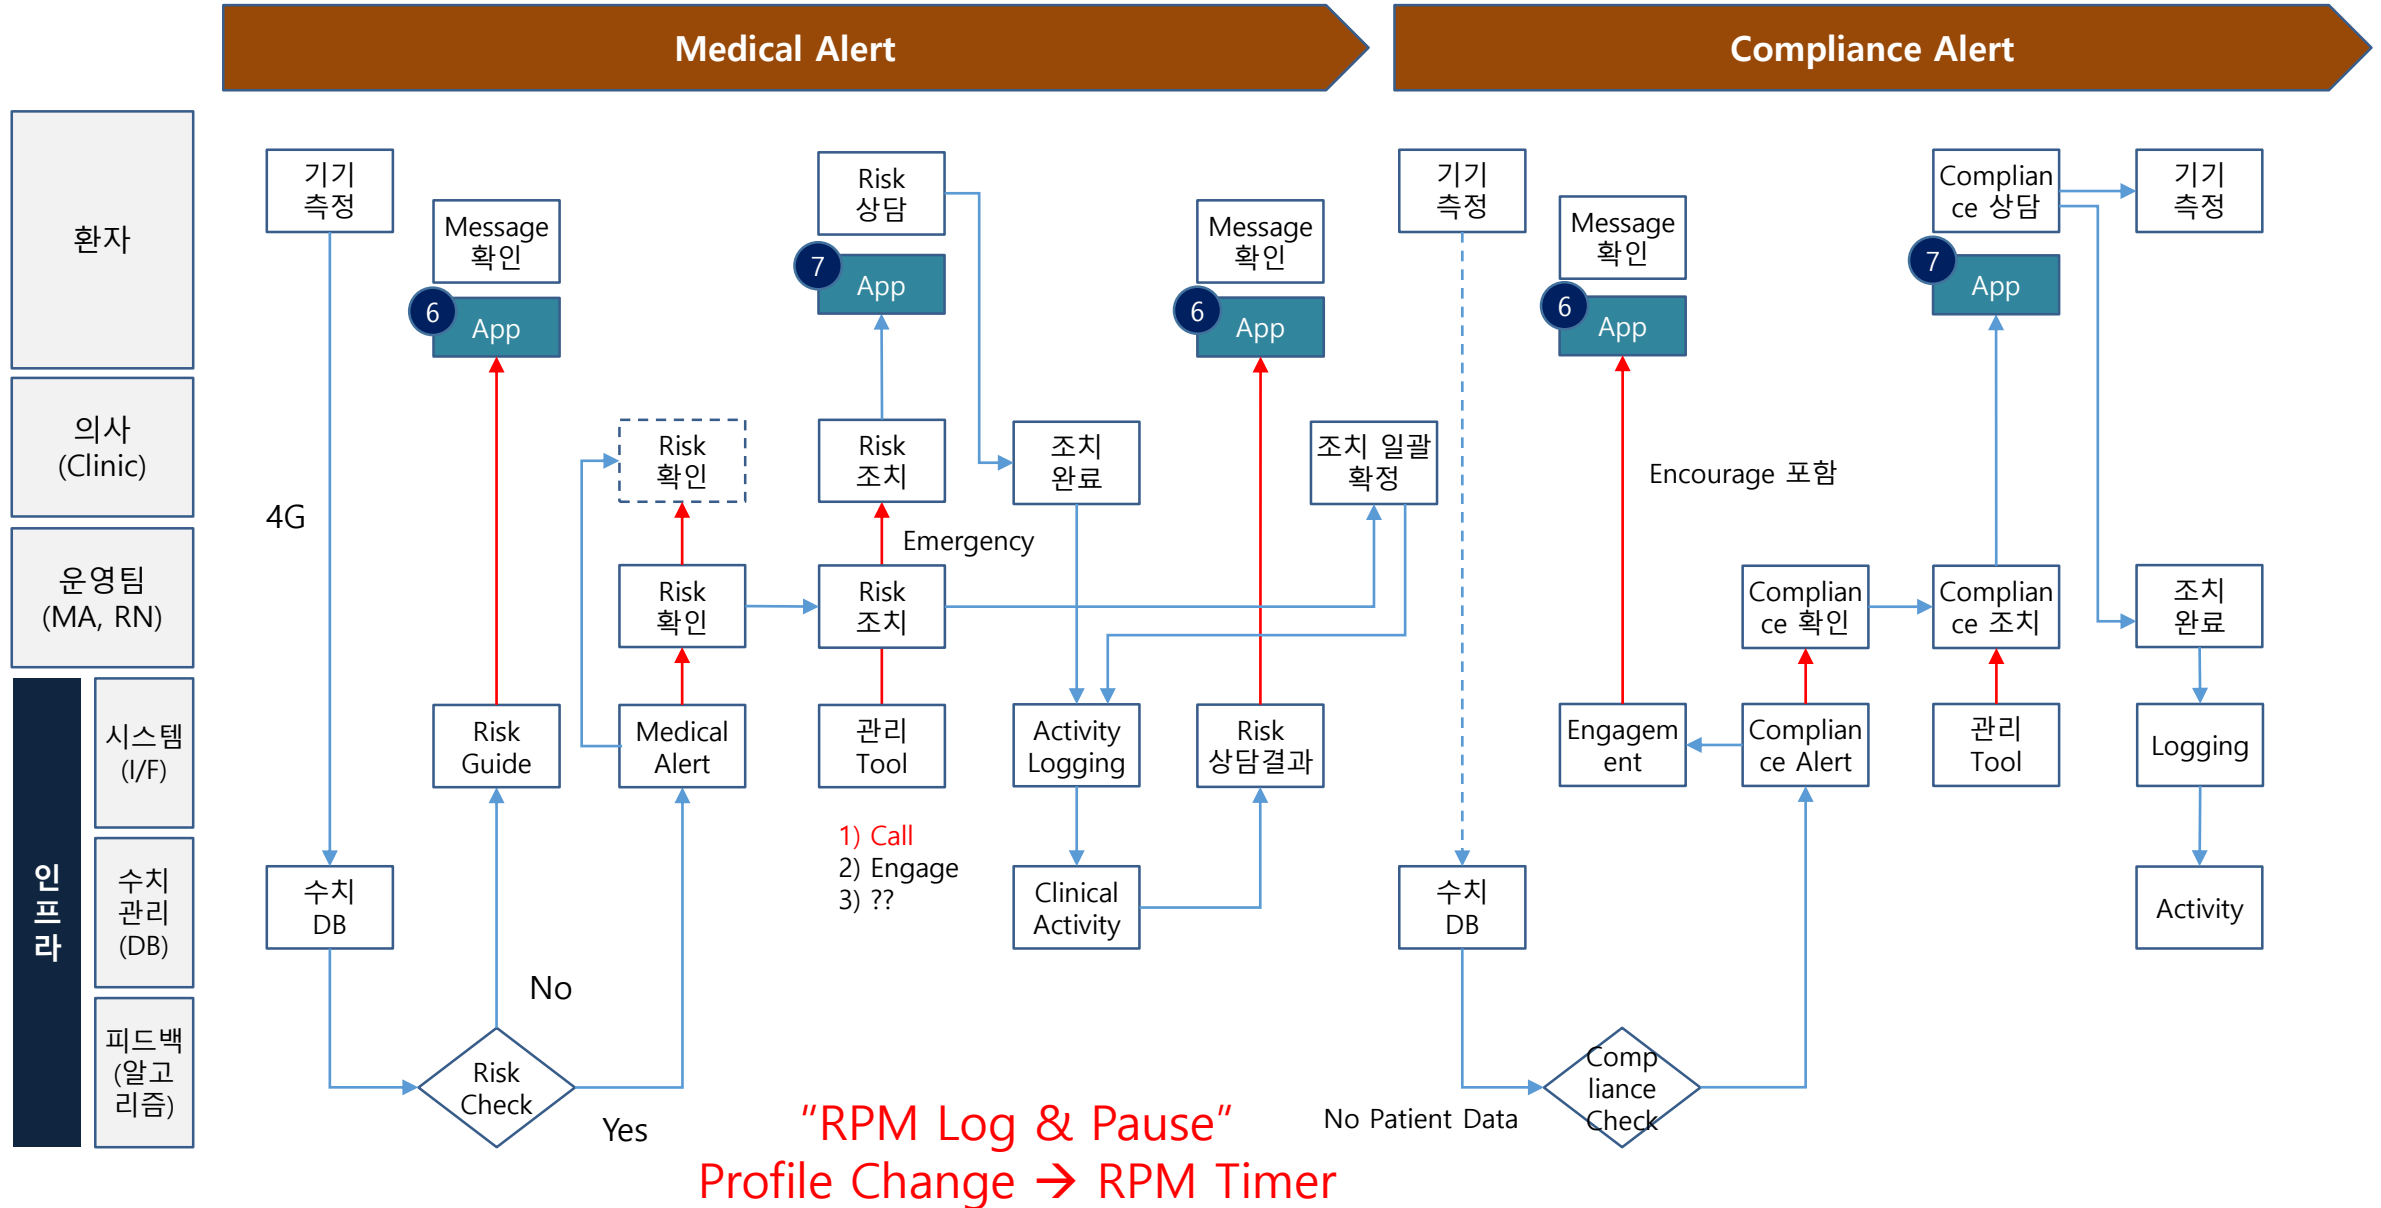 Medical Alert
Compliance Alert
환자
기기
측정
Message
확인
6
App
Risk
상담
7
App
Message
확인
6
App
기기
측정
Message
확인
6
App
Complian
ce 상담
7
App
기기
측정
의사
(Clinic)
4G
Risk
확인
Risk
조치
조치
완료
조치 일괄
확정
Encourage 포함
Emergency
운영팀
(MA, RN)
Risk
확인
Risk
조치
Complian
ce 확인
Complian
ce 조치
조치
완료
인
프
라
시스템
(I/F)
Risk
Guide
Medical
Alert
관리
Tool
Activity
Logging
Risk
상담결과
Engagem
ent
Complian
ce Alert
관리
Tool
Logging
1) Call
2) Engage
3) ??
수치
관리
(DB)
수치
DB
Clinical
Activity
수치
DB
Activity
No
피드백
(알고
리즘)
Risk
Check
Yes
No Patient Data
Comp
liance
Check
"RPM Log & Pause"
Profile Change → RPM Timer